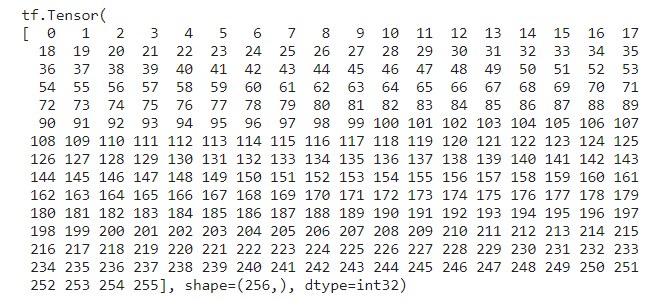 tf.Tensor(
[  0   1   2   3   4   5   6   7   8   9  10  11  12  13  14  15  16  17
  18  19  20  21  22  23  24  25  26  27  28  29  30  31  32  33  34  35
  36  37  38  39  40  41  42  43  44  45  46  47  48  49  50  51  52  53
  54  55  56  57  58  59  60  61  62  63  64  65  66  67  68  69  70  71
  72  73  74  75  76  77  78  79  80  81  82  83  84  85  86  87  88  89
  90  91  92  93  94  95  96  97  98  99 100 101 102 103 104 105 106 107
 108 109 110 111 112 113 114 115 116 117 118 119 120 121 122 123 124 125
 126 127 128 129 130 131 132 133 134 135 136 137 138 139 140 141 142 143
 144 145 146 147 148 149 150 151 152 153 154 155 156 157 158 159 160 161
 162 163 164 165 166 167 168 169 170 171 172 173 174 175 176 177 178 179
 180 181 182 183 184 185 186 187 188 189 190 191 192 193 194 195 196 197
 198 199 200 201 202 203 204 205 206 207 208 209 210 211 212 213 214 215
 216 217 218 219 220 221 222 223 224 225 226 227 228 229 230 231 232 233
 234 235 236 237 238 239 240 241 242 243 244 245 246 247 248 249 250 251
 252 253 254 255], shape=(256,), dtype=int32)